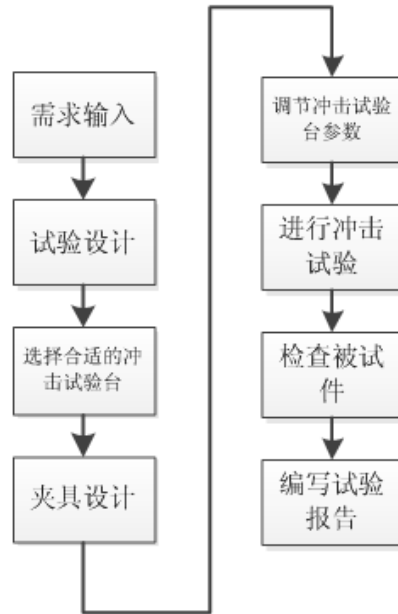 需求输入
试验设计
选择合适的冲
击试验台
夹具设计
调节冲击试验
台参数
进行冲击
试验
检查被试
件
编写试验
报告